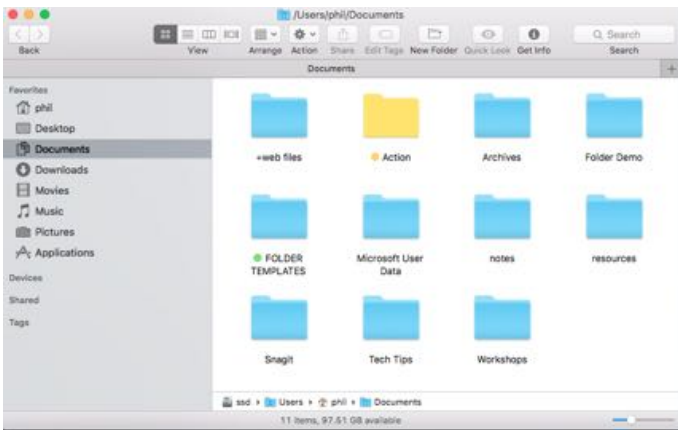 /Users/phil/Documents
Back
View
Arrange
Action
Share
Edit Tags
New Folder
Quick Look
Get Info
Search
Search
Documents
+
Favorites
phil
Desktop
Documents
Downloads
Movies
Music
Pictures
Applications
Devices
Shared
Tags
+web files
Action
Archives
Folder Demo
FOLDER
TEMPLATES
Microsoft User
Data
notes
resources
Snagit
Tech Tips
Workshops
ssd › Users › phil › Documents
11 items, 97.51 GB available